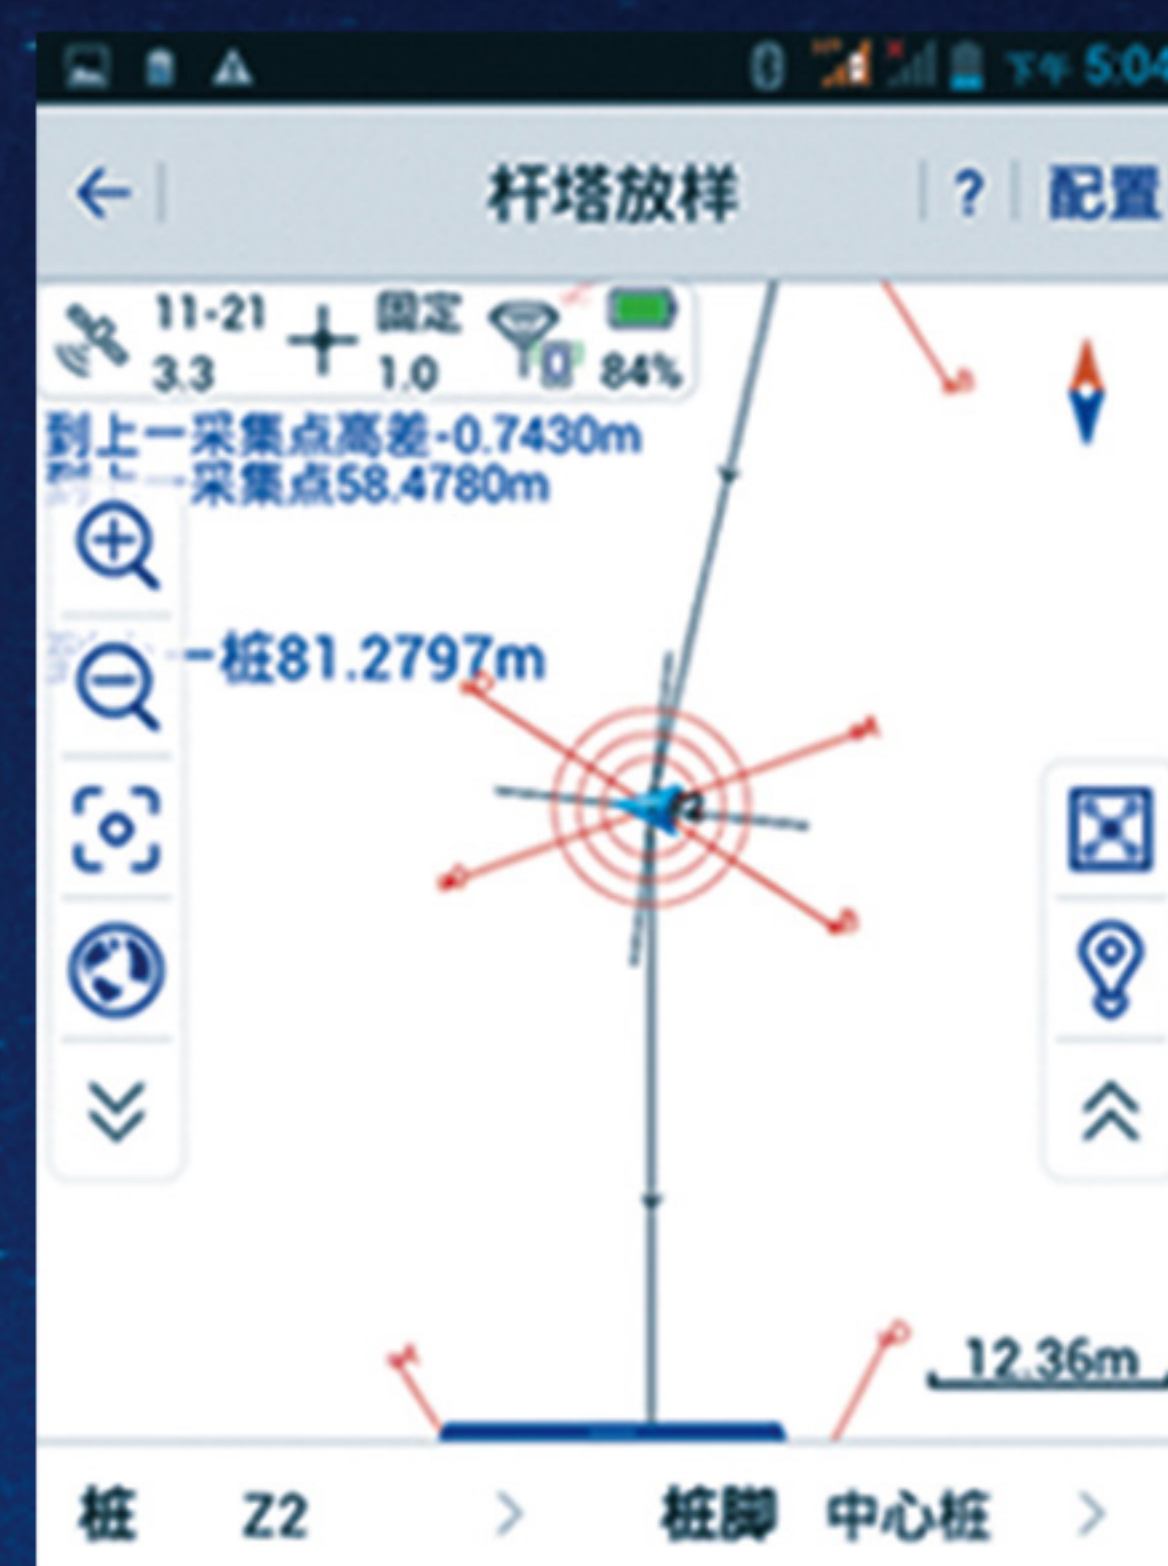 下午 5:04
杆塔放样 ? 配置
11-21 固定
3.3 1.0 84%
到上一采集点高差-0.7430m
采集点58.4780m
桩81.2797m
D
A
C
B
B
A
D
12.36m
桩 Z2 桩脚 中心桩